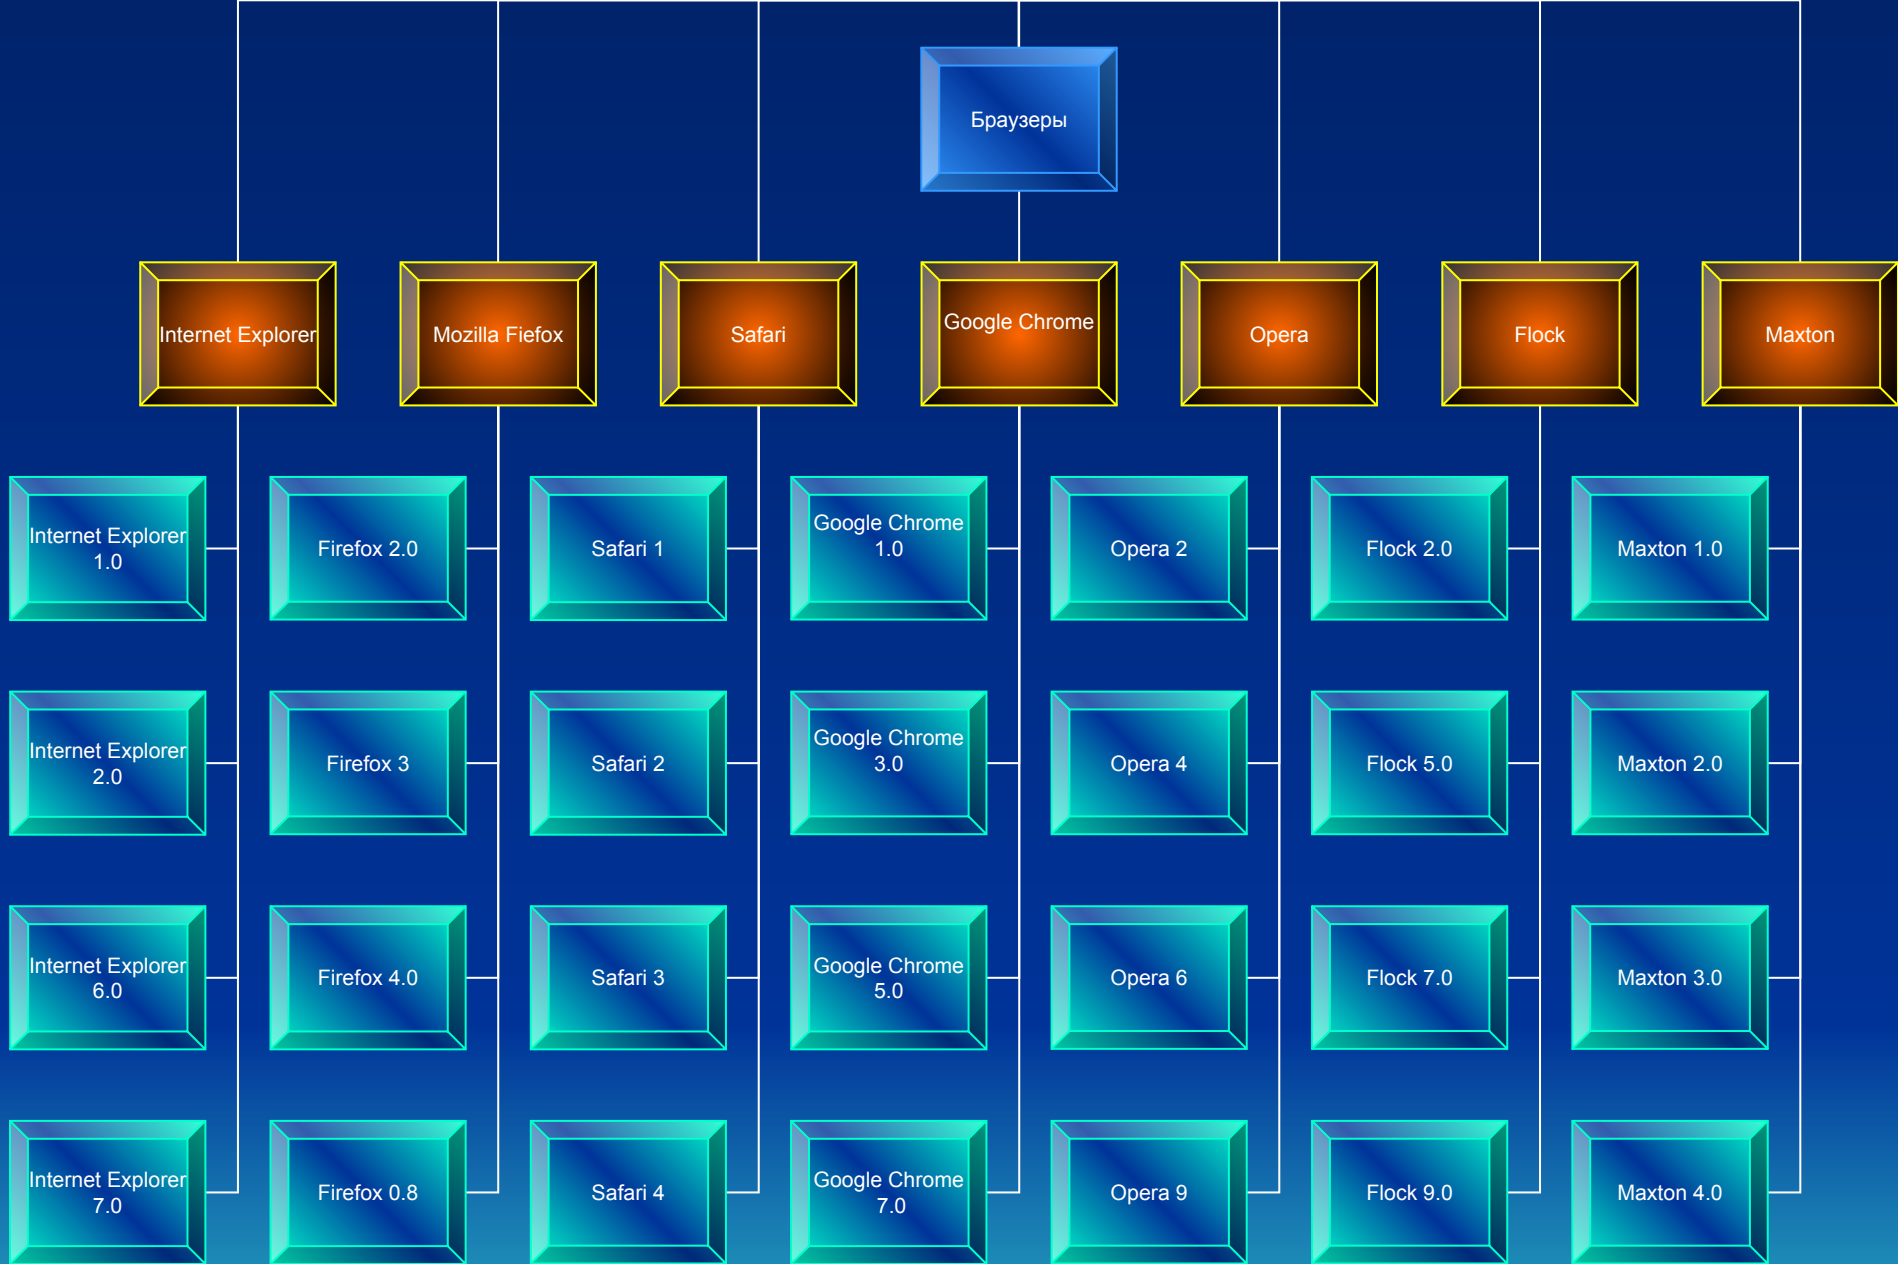 Браузеры
Internet Explorer
Mozilla Fiefox
Safari
Google Chrome
Opera
Flock
Maxton
Internet Explorer
1.0
Firefox 2.0
Safari 1
Google Chrome
1.0
Opera 2
Flock 2.0
Maxton 1.0
Internet Explorer
2.0
Firefox 3
Safari 2
Google Chrome
3.0
Opera 4
Flock 5.0
Maxton 2.0
Internet Explorer
6.0
Firefox 4.0
Safari 3
Google Chrome
5.0
Opera 6
Flock 7.0
Maxton 3.0
Internet Explorer
7.0
Firefox 0.8
Safari 4
Google Chrome
7.0
Opera 9
Flock 9.0
Maxton 4.0